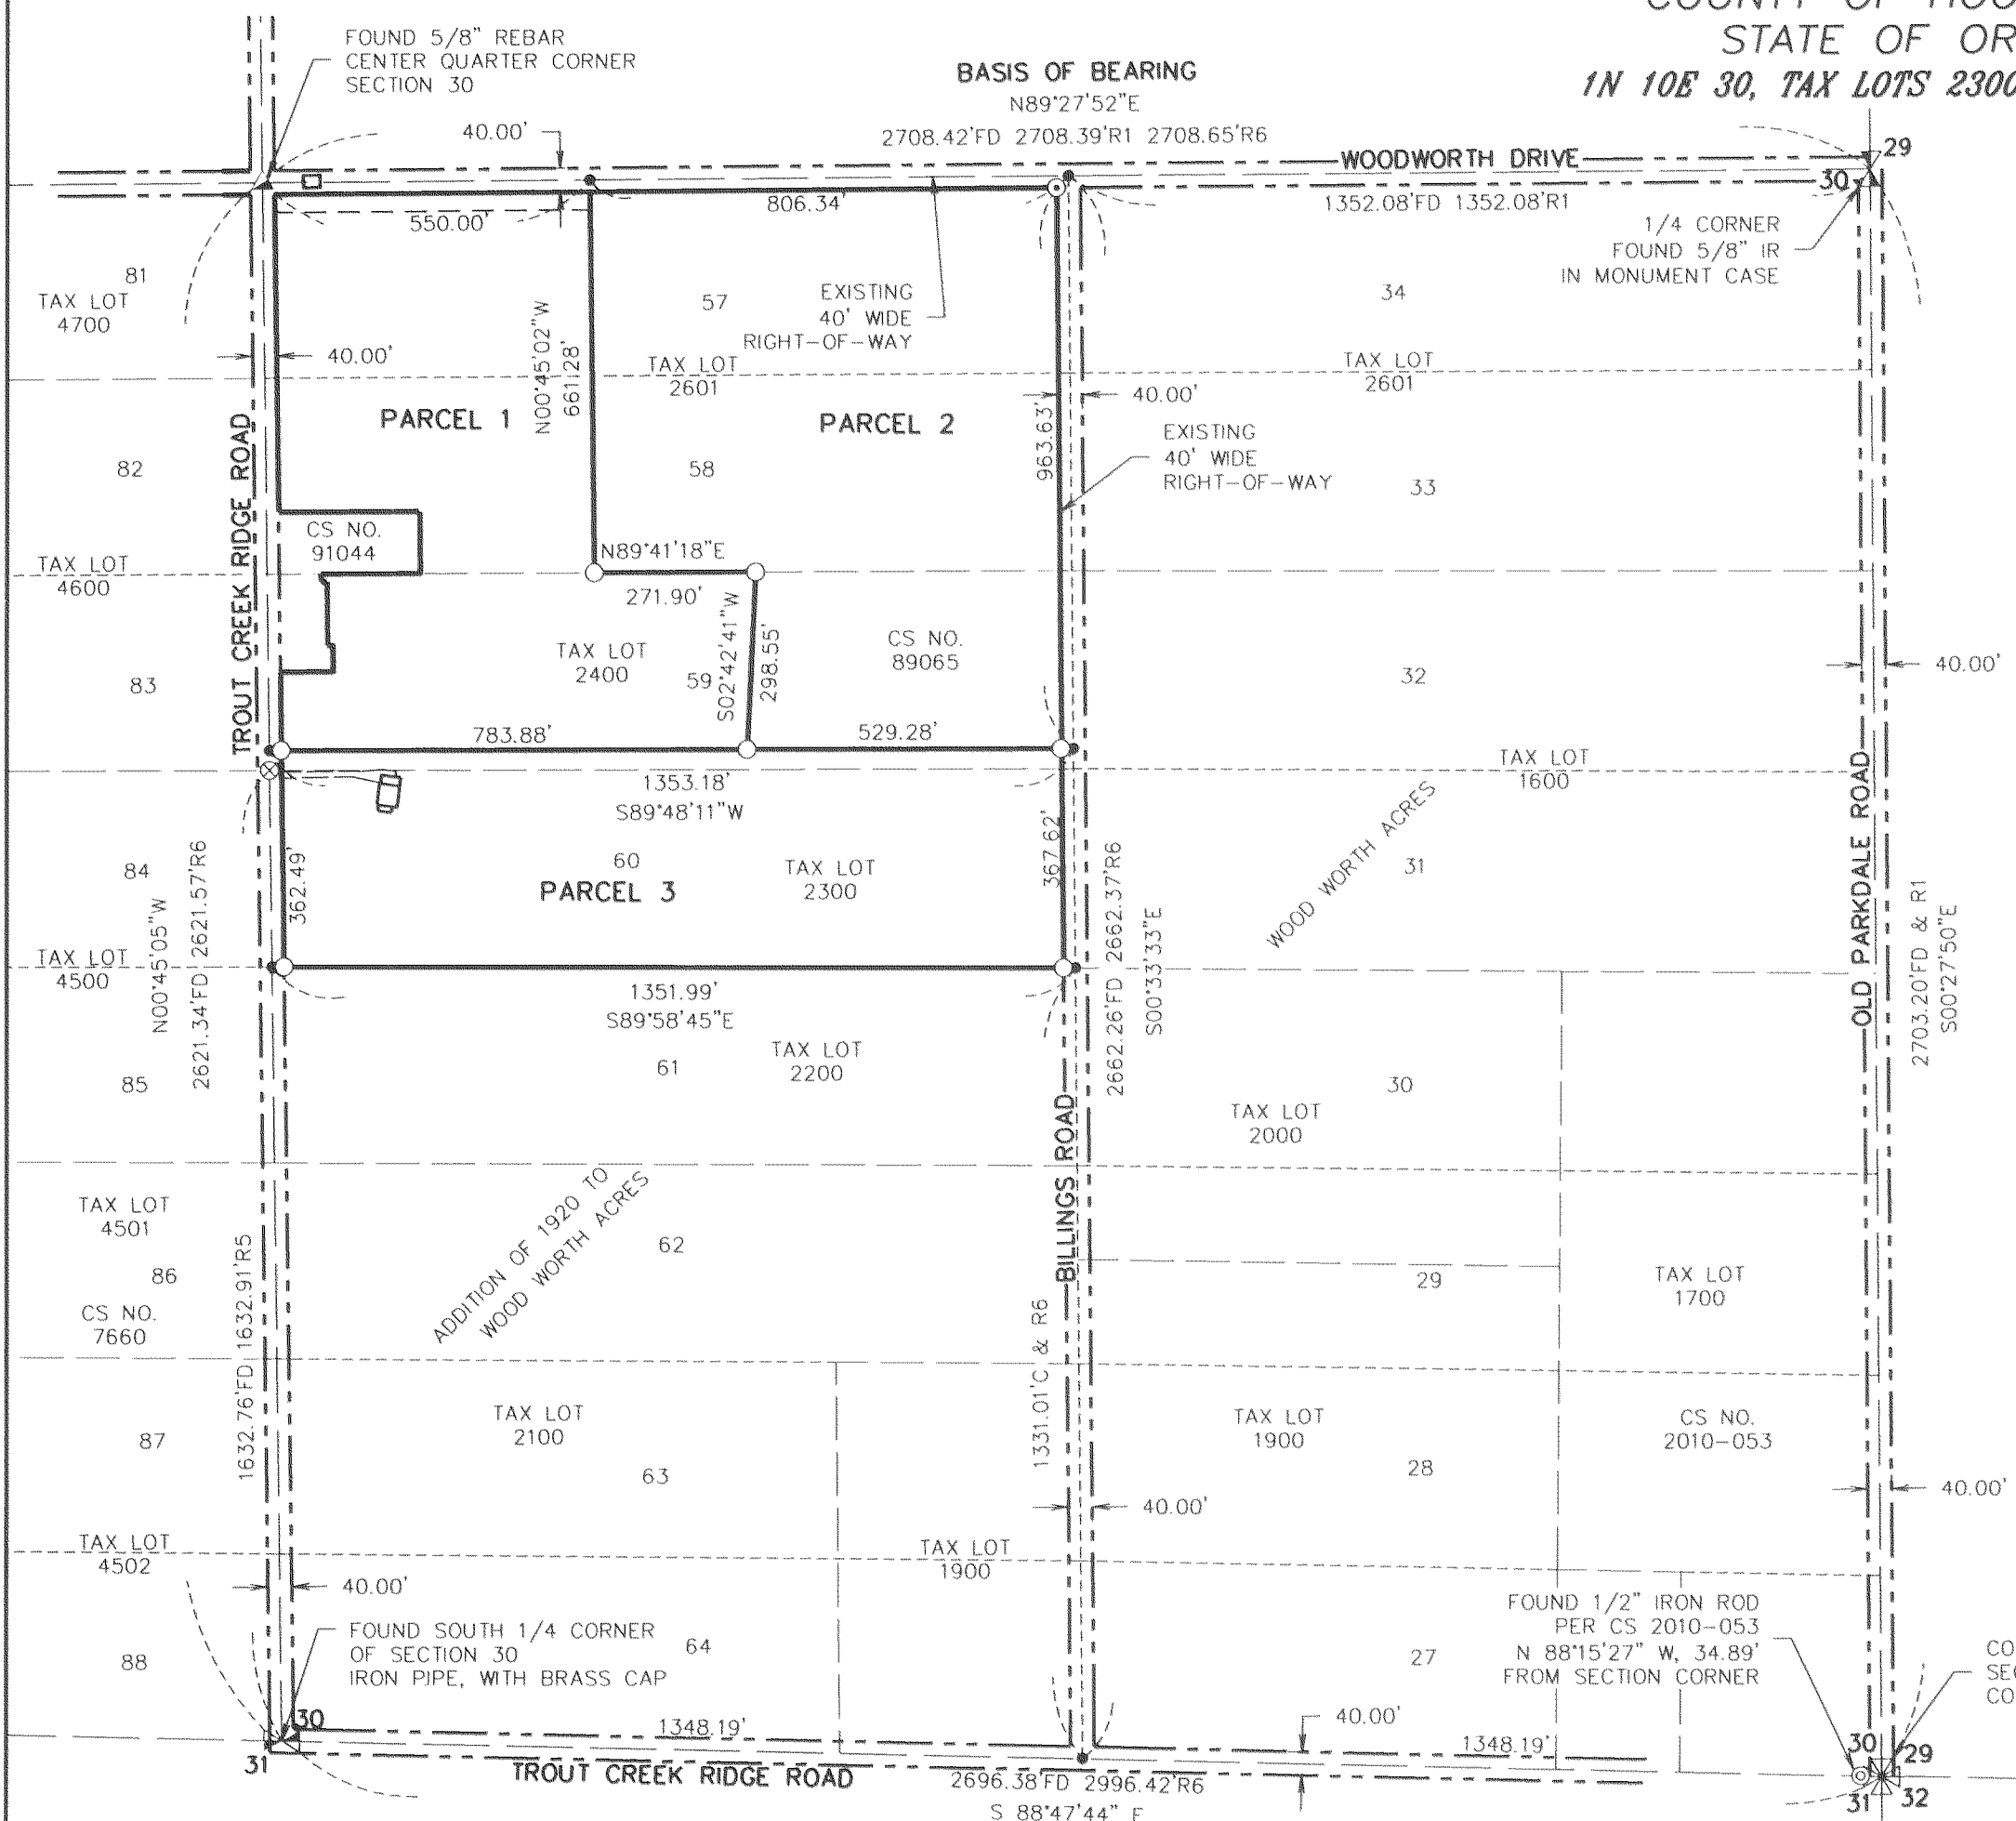 COUNTY OF
STATE OF OR
1N 10E 30, TAX LOTS 2300
FOUND 5/8" REBAR
CENTER QUARTER CORNER
SECTION 30
BASIS OF BEARING
N89°27'52"E
2708.42'FD 2708.39'R1 2708.65'R6
40.00'
WOODWORTH DRIVE
29
30
550.00'
806.34'
1352.08'FD 1352.08'R1
1/4 CORNER
FOUND 5/8" IR
IN MONUMENT CASE
81
TAX LOT
4700
40.00'
N00°45'02"W
661.28'
57
EXISTING
40' WIDE
RIGHT-OF-WAY
34
TAX LOT
2601
TAX LOT
2601
PARCEL 1
PARCEL 2
963.63'
40.00'
EXISTING
40' WIDE
RIGHT-OF-WAY
82
58
33
TROUT CREEK RIDGE ROAD
CS NO.
91044
TAX LOT
4600
N89°41'18"E
271.90'
S02°42'41"W
298.55'
TAX LOT
2400
59
CS NO.
89065
32
40.00'
83
783.88'
529.28'
TAX LOT
1600
1353.18'
S89°48'11"W
OLD PARKDALE ROAD
WOOD WORTH ACRES
84
362.49'
60
TAX LOT
2300
PARCEL 3
367.62'
31
N00°45'05"W
2621.34'FD 2621.57'R6
2662.26'FD 2662.37'R6
S00°33'33"E
2703.20'FD & R1
S00°27'50"E
TAX LOT
4500
1351.99'
S89°58'45"E
61
TAX LOT
2200
85
30
TAX LOT
2000
BILLINGS ROAD
TAX LOT
4501
86
CS NO.
7660
ADDITION OF 1920 TO
WOOD WORTH ACRES
62
29
TAX LOT
1700
1632.76'FD 1632.91'R5
1331.01'C & R6
87
TAX LOT
2100
63
TAX LOT
1900
28
CS NO.
2010-053
40.00'
40.00'
TAX LOT
4502
40.00'
TAX LOT
1900
88
FOUND SOUTH 1/4 CORNER
OF SECTION 30
IRON PIPE, WITH BRASS CAP
64
27
FOUND 1/2" IRON ROD
PER CS 2010-053
N 88°15'27" W, 34.89'
FROM SECTION CORNER
CO
SE
CO
30
31
1348.19'
40.00'
1348.19'
30
29
31
32
TROUT CREEK RIDGE ROAD
2696.38'FD 2996.42'R6
S 88°47'44" E